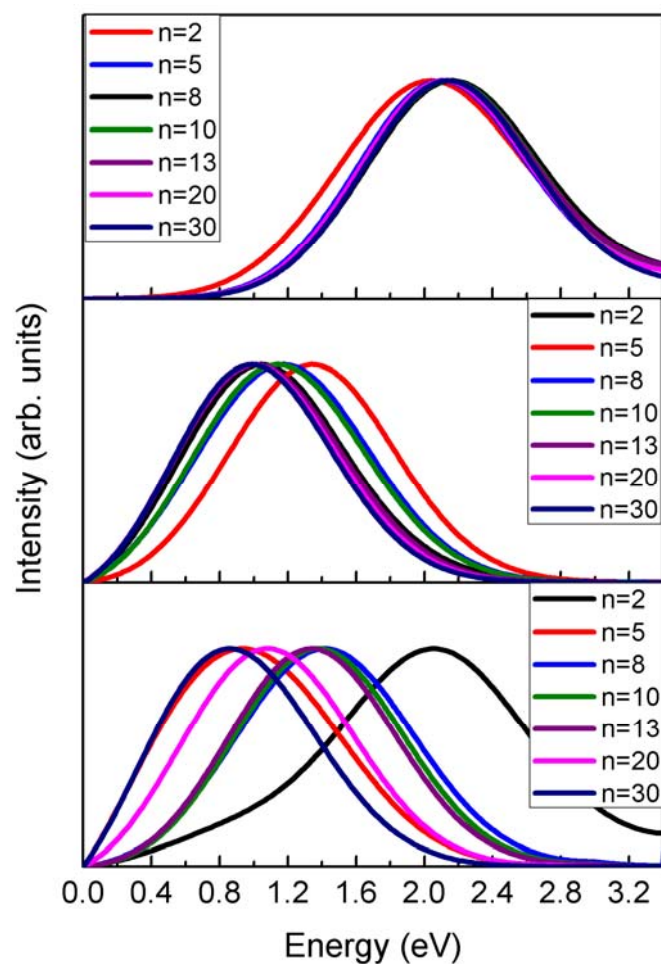 n=2
n=5
n=8
n=10
n=13
n=20
n=30
n=2
n=5
n=8
n=10
n=13
n=20
n=30
Intensity (arb. units)
n=2
n=5
n=8
n=10
n=13
n=20
n=30
0.0 0.4 0.8 1.2 1.6 2.0 2.4 2.8 3.2
Energy (eV)